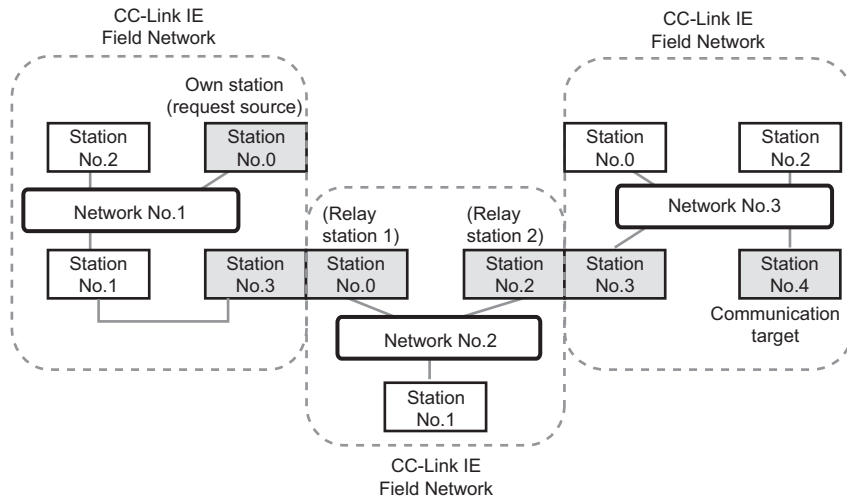 CC-Link IE
Field Network
CC-Link IE
Field Network
Own station
(request source)
Station
No.2
Station
No.0
Station
No.0
Station
No.2
Network No.1
Network No.3
(Relay
station 1)
(Relay
station 2)
Station
No.1
Station
No.3
Station
No.0
Station
No.2
Station
No.3
Station
No.4
Communication
target
Network No.2
Station
No.1
CC-Link IE
Field Network